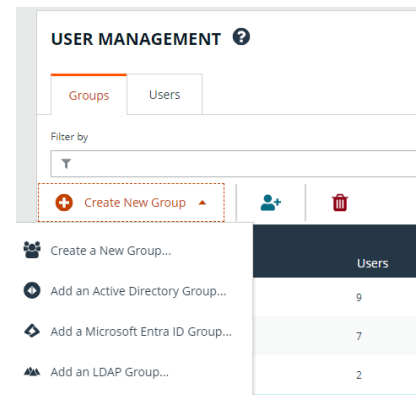 USER MANAGEMENT ?
Groups Users
Filter by
Create New Group
Create a New Group...
Users
Add an Active Directory Group...
9
Add a Microsoft Entra ID Group...
7
Add an LDAP Group...
2